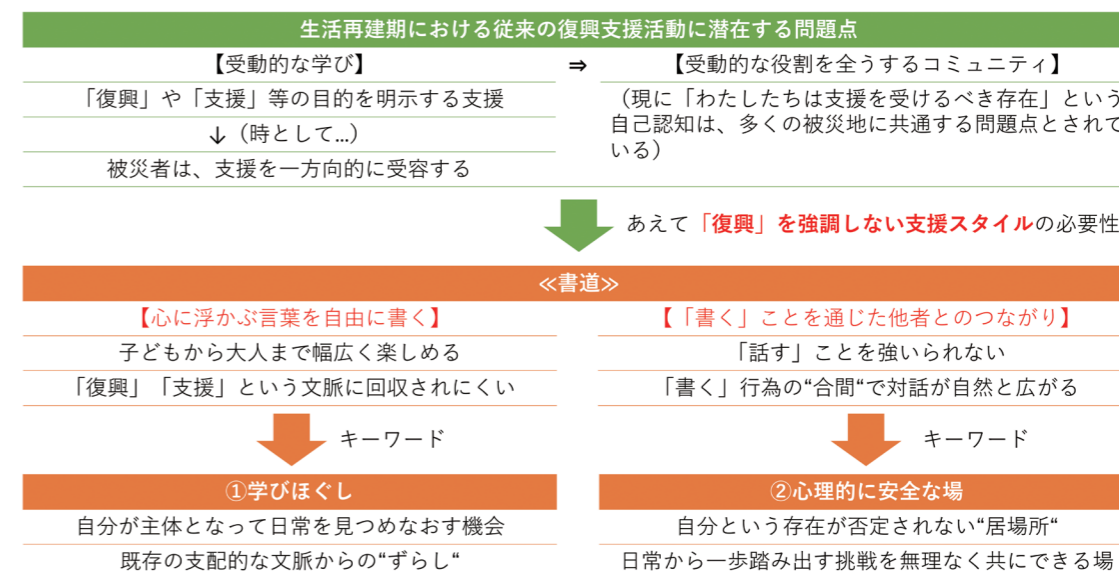 生活再建期における従来の復興支援活動に潜在する問題点
【受動的な学び】
⇒
【受動的な役割を全うするコミュニティ】
「復興」や「支援」等の目的を明示する支援
↓（時として…）
被災者は、支援を一方向的に受容する
（現に「わたしたちは支援を受けるべき存在」という
自己認知は、多くの被災地に共通する問題点とされて
いる）
あえて「復興」を強調しない支援スタイルの必要性
≪書道≫
【心に浮かぶ言葉を自由に書く】
子どもから大人まで幅広く楽しめる
「復興」「支援」という文脈に回収されにくい
【「書く」ことを通じた他者とのつながり】
「話す」ことを強いられない
「書く」行為の“合間“で対話が自然と広がる
キーワード
キーワード
①学びほぐし
自分が主体となって日常を見つめなおす機会
既存の支配的な文脈からの“ずらし“
②心理的に安全な場
自分という存在が否定されない“居場所“
日常から一歩踏み出す挑戦を無理なく共にできる場